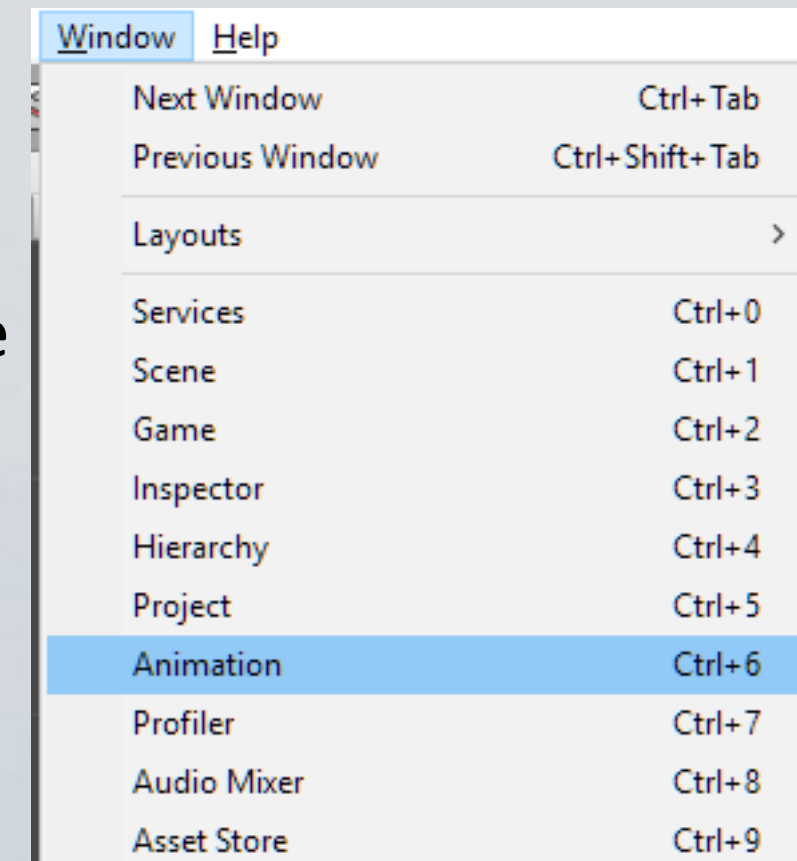 Window Help
Next Window Ctrl+Tab
Previous Window Ctrl+Shift+Tab
Layouts >
Services Ctrl+0
e
Scene Ctrl+1
Game Ctrl+2
Inspector Ctrl+3
Hierarchy Ctrl+4
Project Ctrl+5
Animation Ctrl+6
Profiler Ctrl+7
Audio Mixer Ctrl+8
Asset Store Ctrl+9